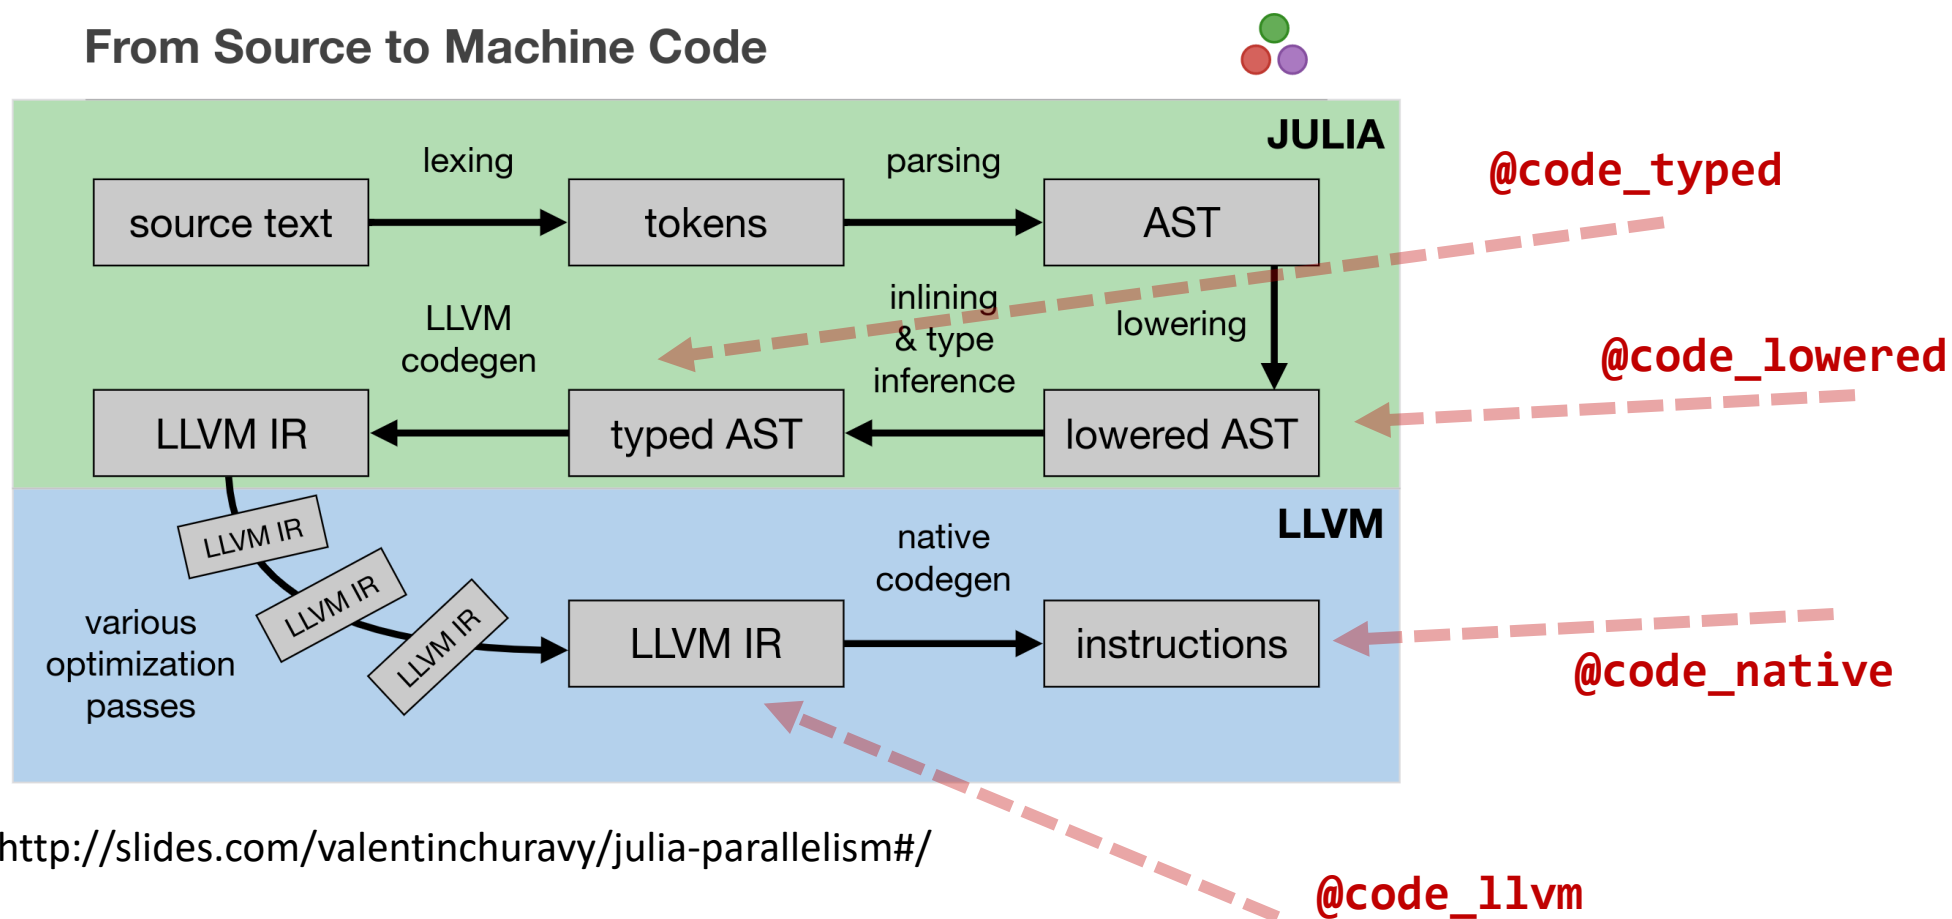 From Source to Machine Code
JULIA
lexing
parsing
@code_typed
source text
tokens
AST
LLVM
codegen
inlining
& type
inference
lowering
@code_lowered
LLVM IR
typed AST
lowered AST
LLVM
LLVM IR
LLVM IR
LLVM IR
native
codegen
various
optimization
passes
LLVM IR
instructions
@code_native
http://slides.com/valentinchuravy/julia-parallelism#/
@code_llvm